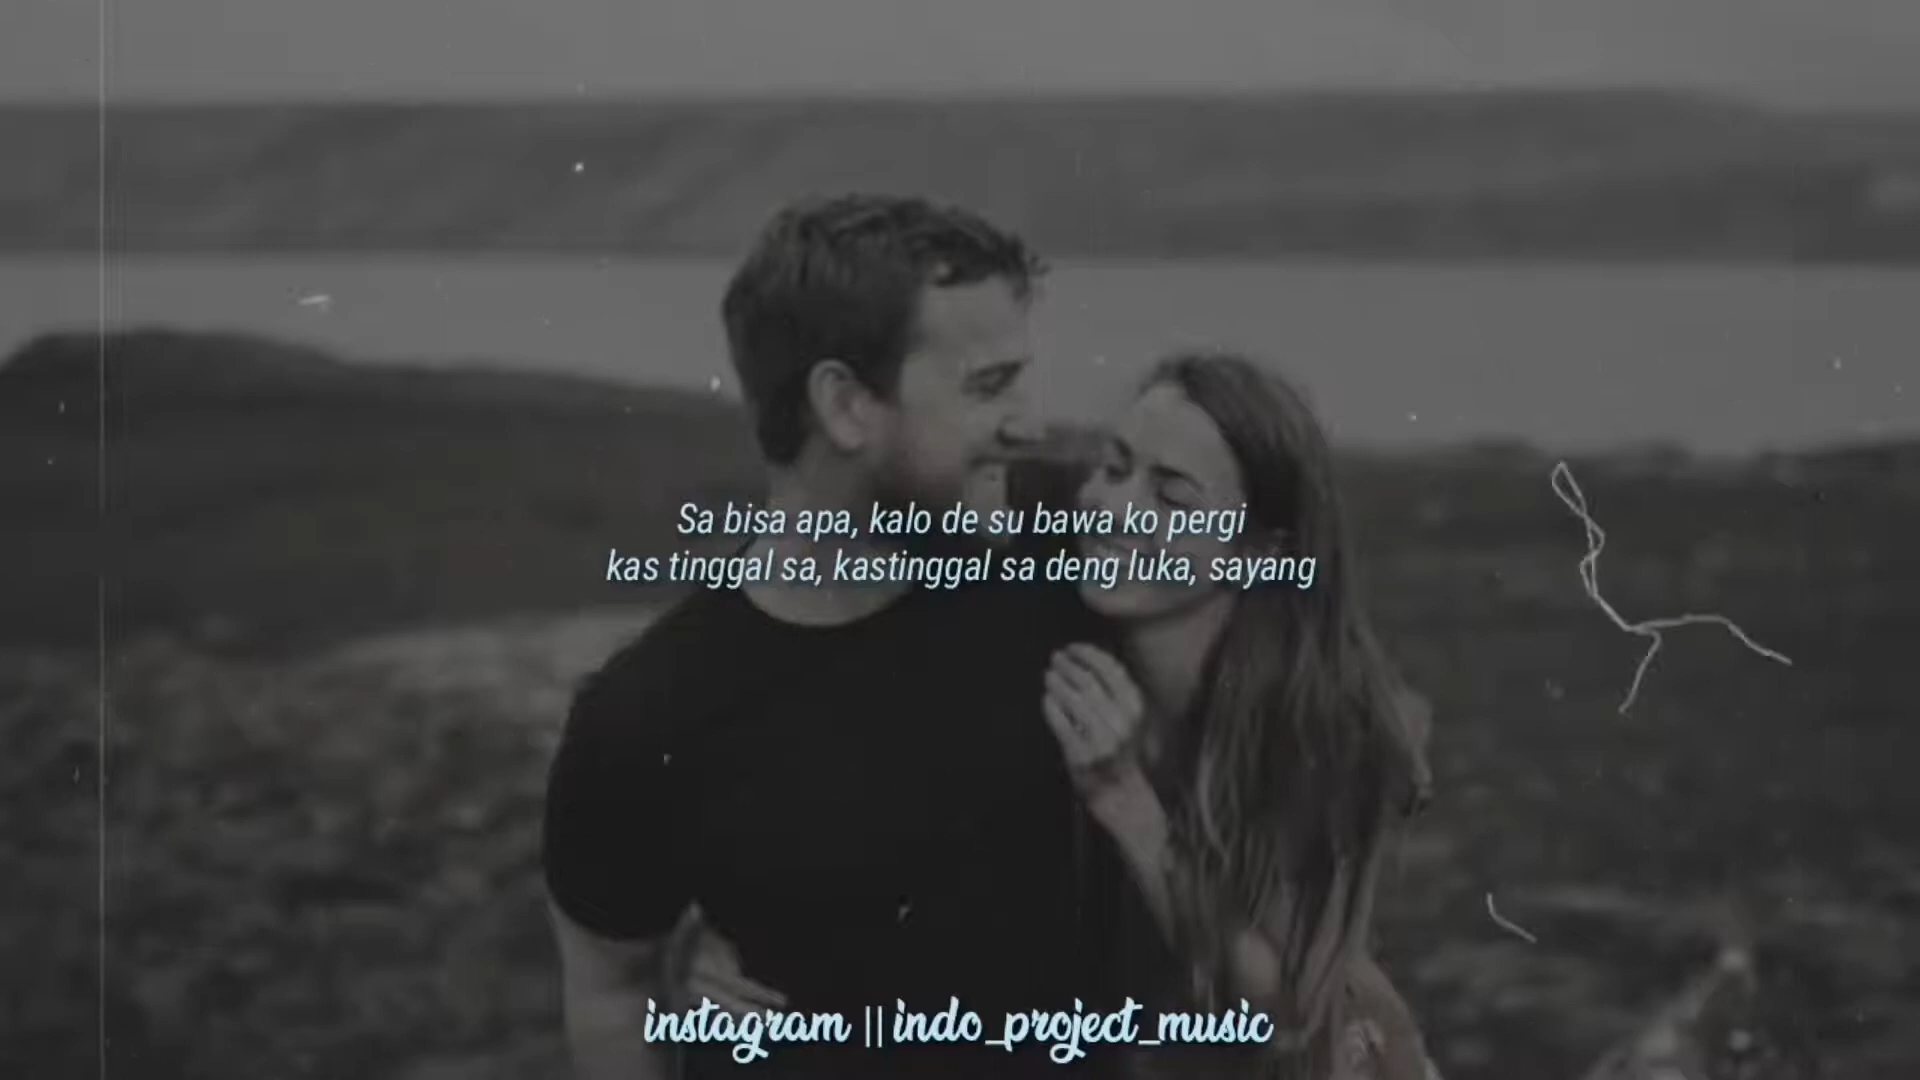 Sa bisa apa, kalo de su bawa ko pergi
kas tinggal sa, kastinggal sa deng luka, sayang
instagram || indo_project_music